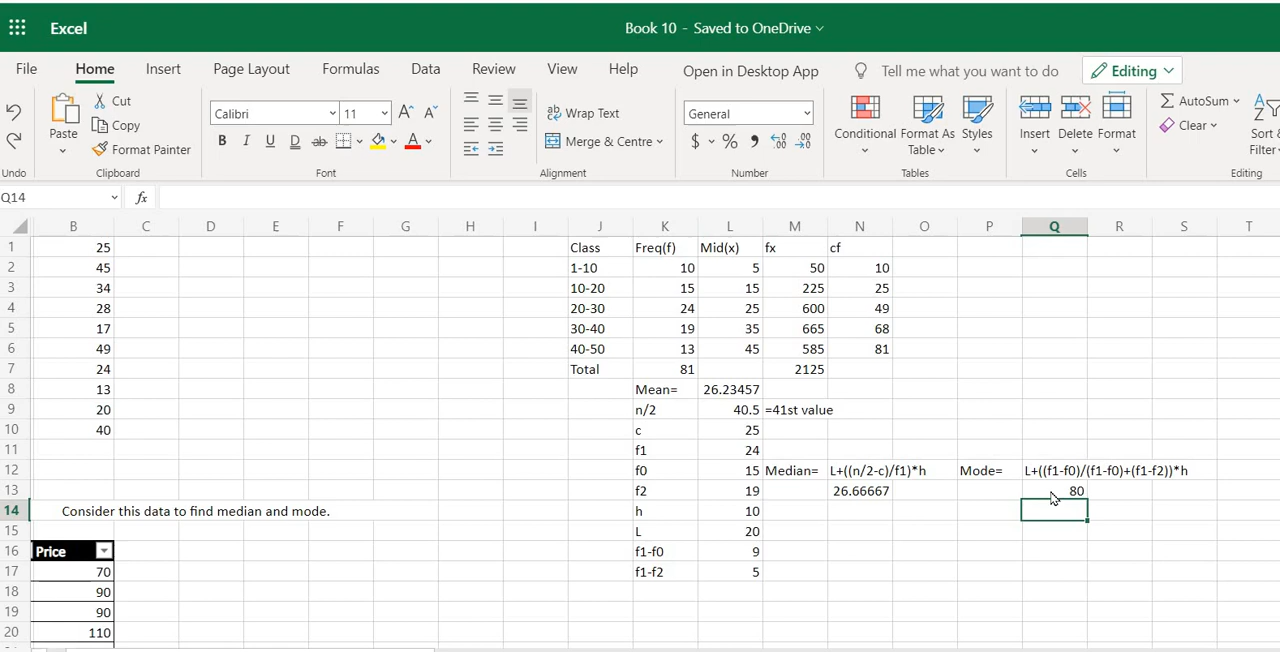 Excel
Book 10 - Saved to OneDrive
File Home Insert Page Layout Formulas Data Review View Help Open in Desktop App Tell me what you want to do Editing
Cut
Copy
Format Painter
Paste
Calibri 11
B I U D ab A
Wrap Text
Merge & Centre
General
$ % 9 .00
Conditional Format As Styles
Table
Insert Delete Format
AutoSum
Clear
Sort &
Filter
Undo Clipboard Font Alignment Number Tables Cells Editing
Q14 fx
B C D E F G H I J K L M N O P Q R S T
1 25 Class Freq(f) Mid(x) fx cf
2 45 1-10 10 5 50 10
3 34 10-20 15 15 225 25
4 28 20-30 24 25 600 49
5 17 30-40 19 35 665 68
6 49 40-50 13 45 585 81
7 24 Total 81 2125
8 13 Mean= 26.23457
9 20 n/2 40.5 =41st value
10 40 c 25
11 f1 24
12 f0 15 Median= L+((n/2-c)/f1)*h Mode= L+((f1-f0)/(f1-f0)+(f1-f2))*h
13 f2 19 26.66667 80
14 Consider this data to find median and mode. h 10
15 L 20
16 Price f1-f0 9
17 70 f1-f2 5
18 90
19 90
20 110